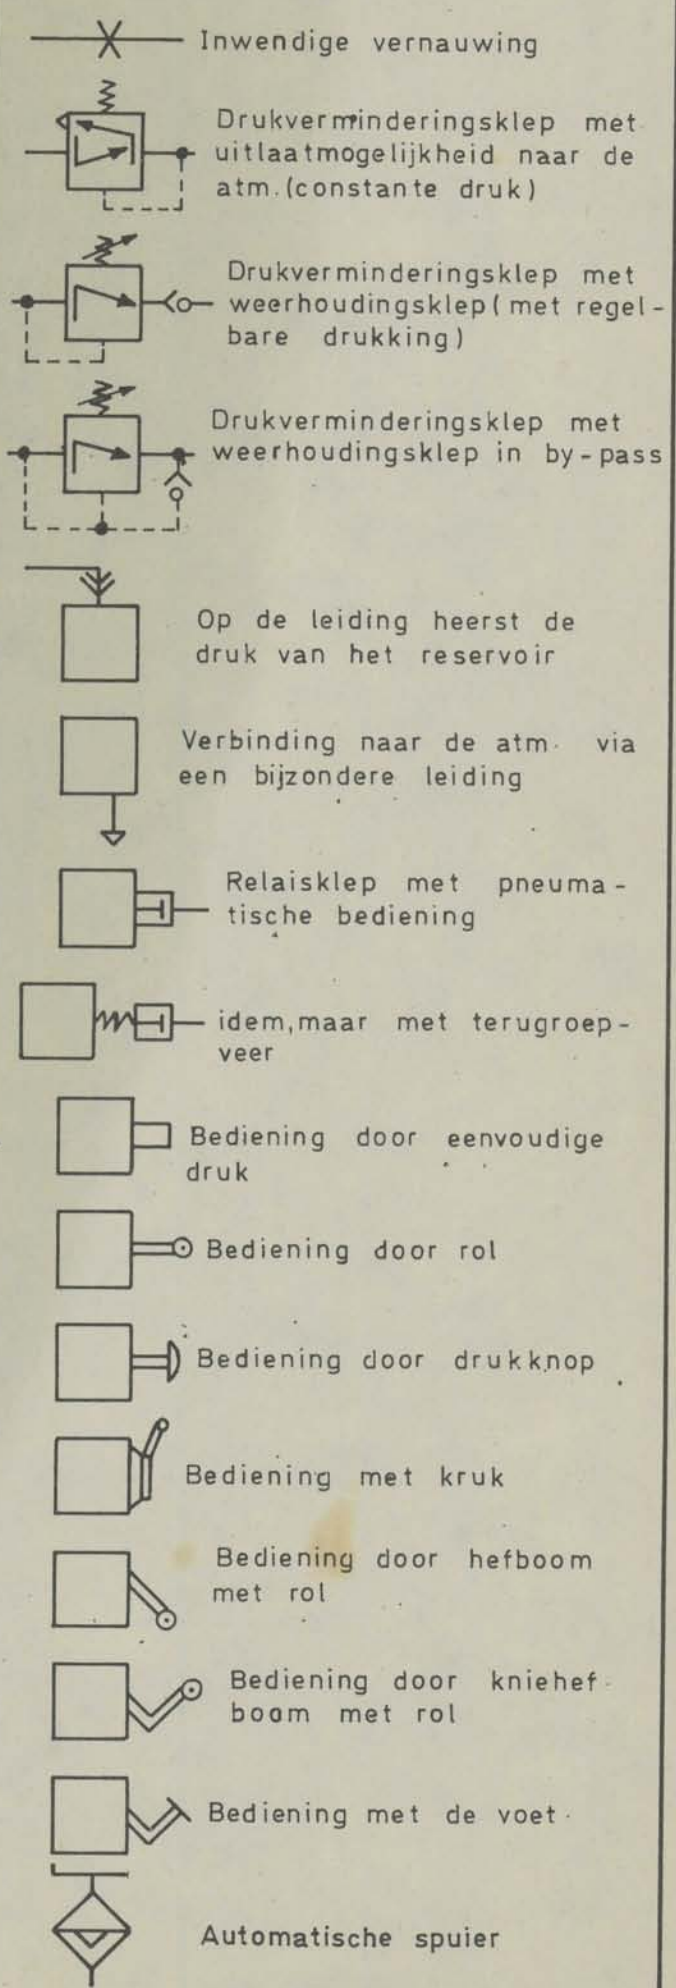 Inwendige vernauwing
Drukverminderingsklep met
uitlaatmogelijkheid naar de
atm.(constante druk)
Drukverminderingsklep met
weerhoudingsklep(met regel-
bare drukking)
Drukverminderingsklep met
weerhoudingsklep in by-pass
Op de leiding heerst de
druk van het reservoir
Verbinding naar de atm. via
een bijzondere leiding
Relaisklep met pneuma-
tische bediening
idem,maar met terugroep-
veer
Bediening door eenvoudige
druk
Bediening door rol
Bediening door drukknop
Bediening met kruk
Bediening door hefboom
met rol
Bediening door kniehef-
boom met rol
Bediening met de voet.
Automatische spuier